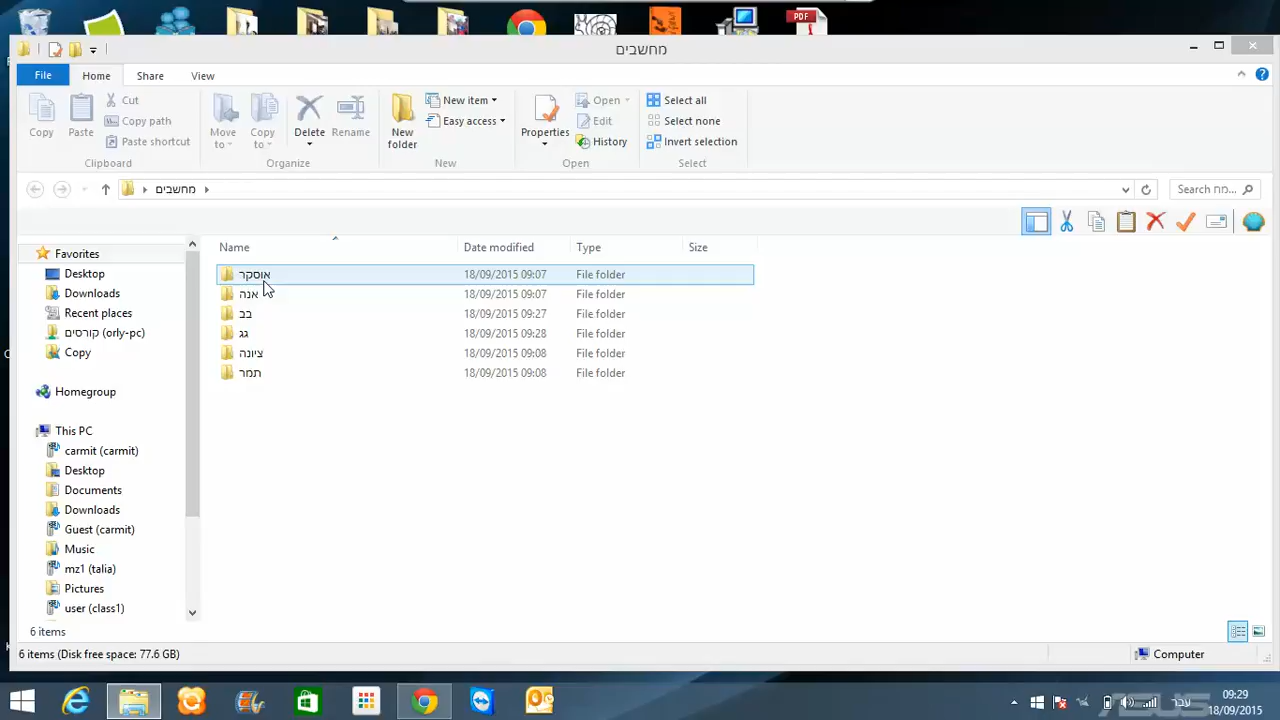 PDF
מחשבים
File
Home
Share
View
Copy
Paste
Cut
Copy path
Paste shortcut
Clipboard
Move to
Copy to
Delete
Rename
Organize
New folder
New item
Easy access
New
Properties
Open
Edit
History
Open
Select all
Select none
Invert selection
Select
מחשבים
Search מח...
Name
Date modified
Type
Size
Favorites
Desktop
Downloads
Recent places
קורסים (orly-pc)
Copy
Homegroup
This PC
carmit (carmit)
Desktop
Documents
Downloads
Guest (carmit)
Music
mz1 (talia)
Pictures
user (class1)
אוסקר 18/09/2015 09:07 File folder
אנה 18/09/2015 09:07 File folder
בב 18/09/2015 09:27 File folder
גג 18/09/2015 09:28 File folder
ציונה 18/09/2015 09:08 File folder
תמר 18/09/2015 09:08 File folder
6 items
6 items (Disk free space: 77.6 GB)
Computer
עבר
09:29
18/09/2015